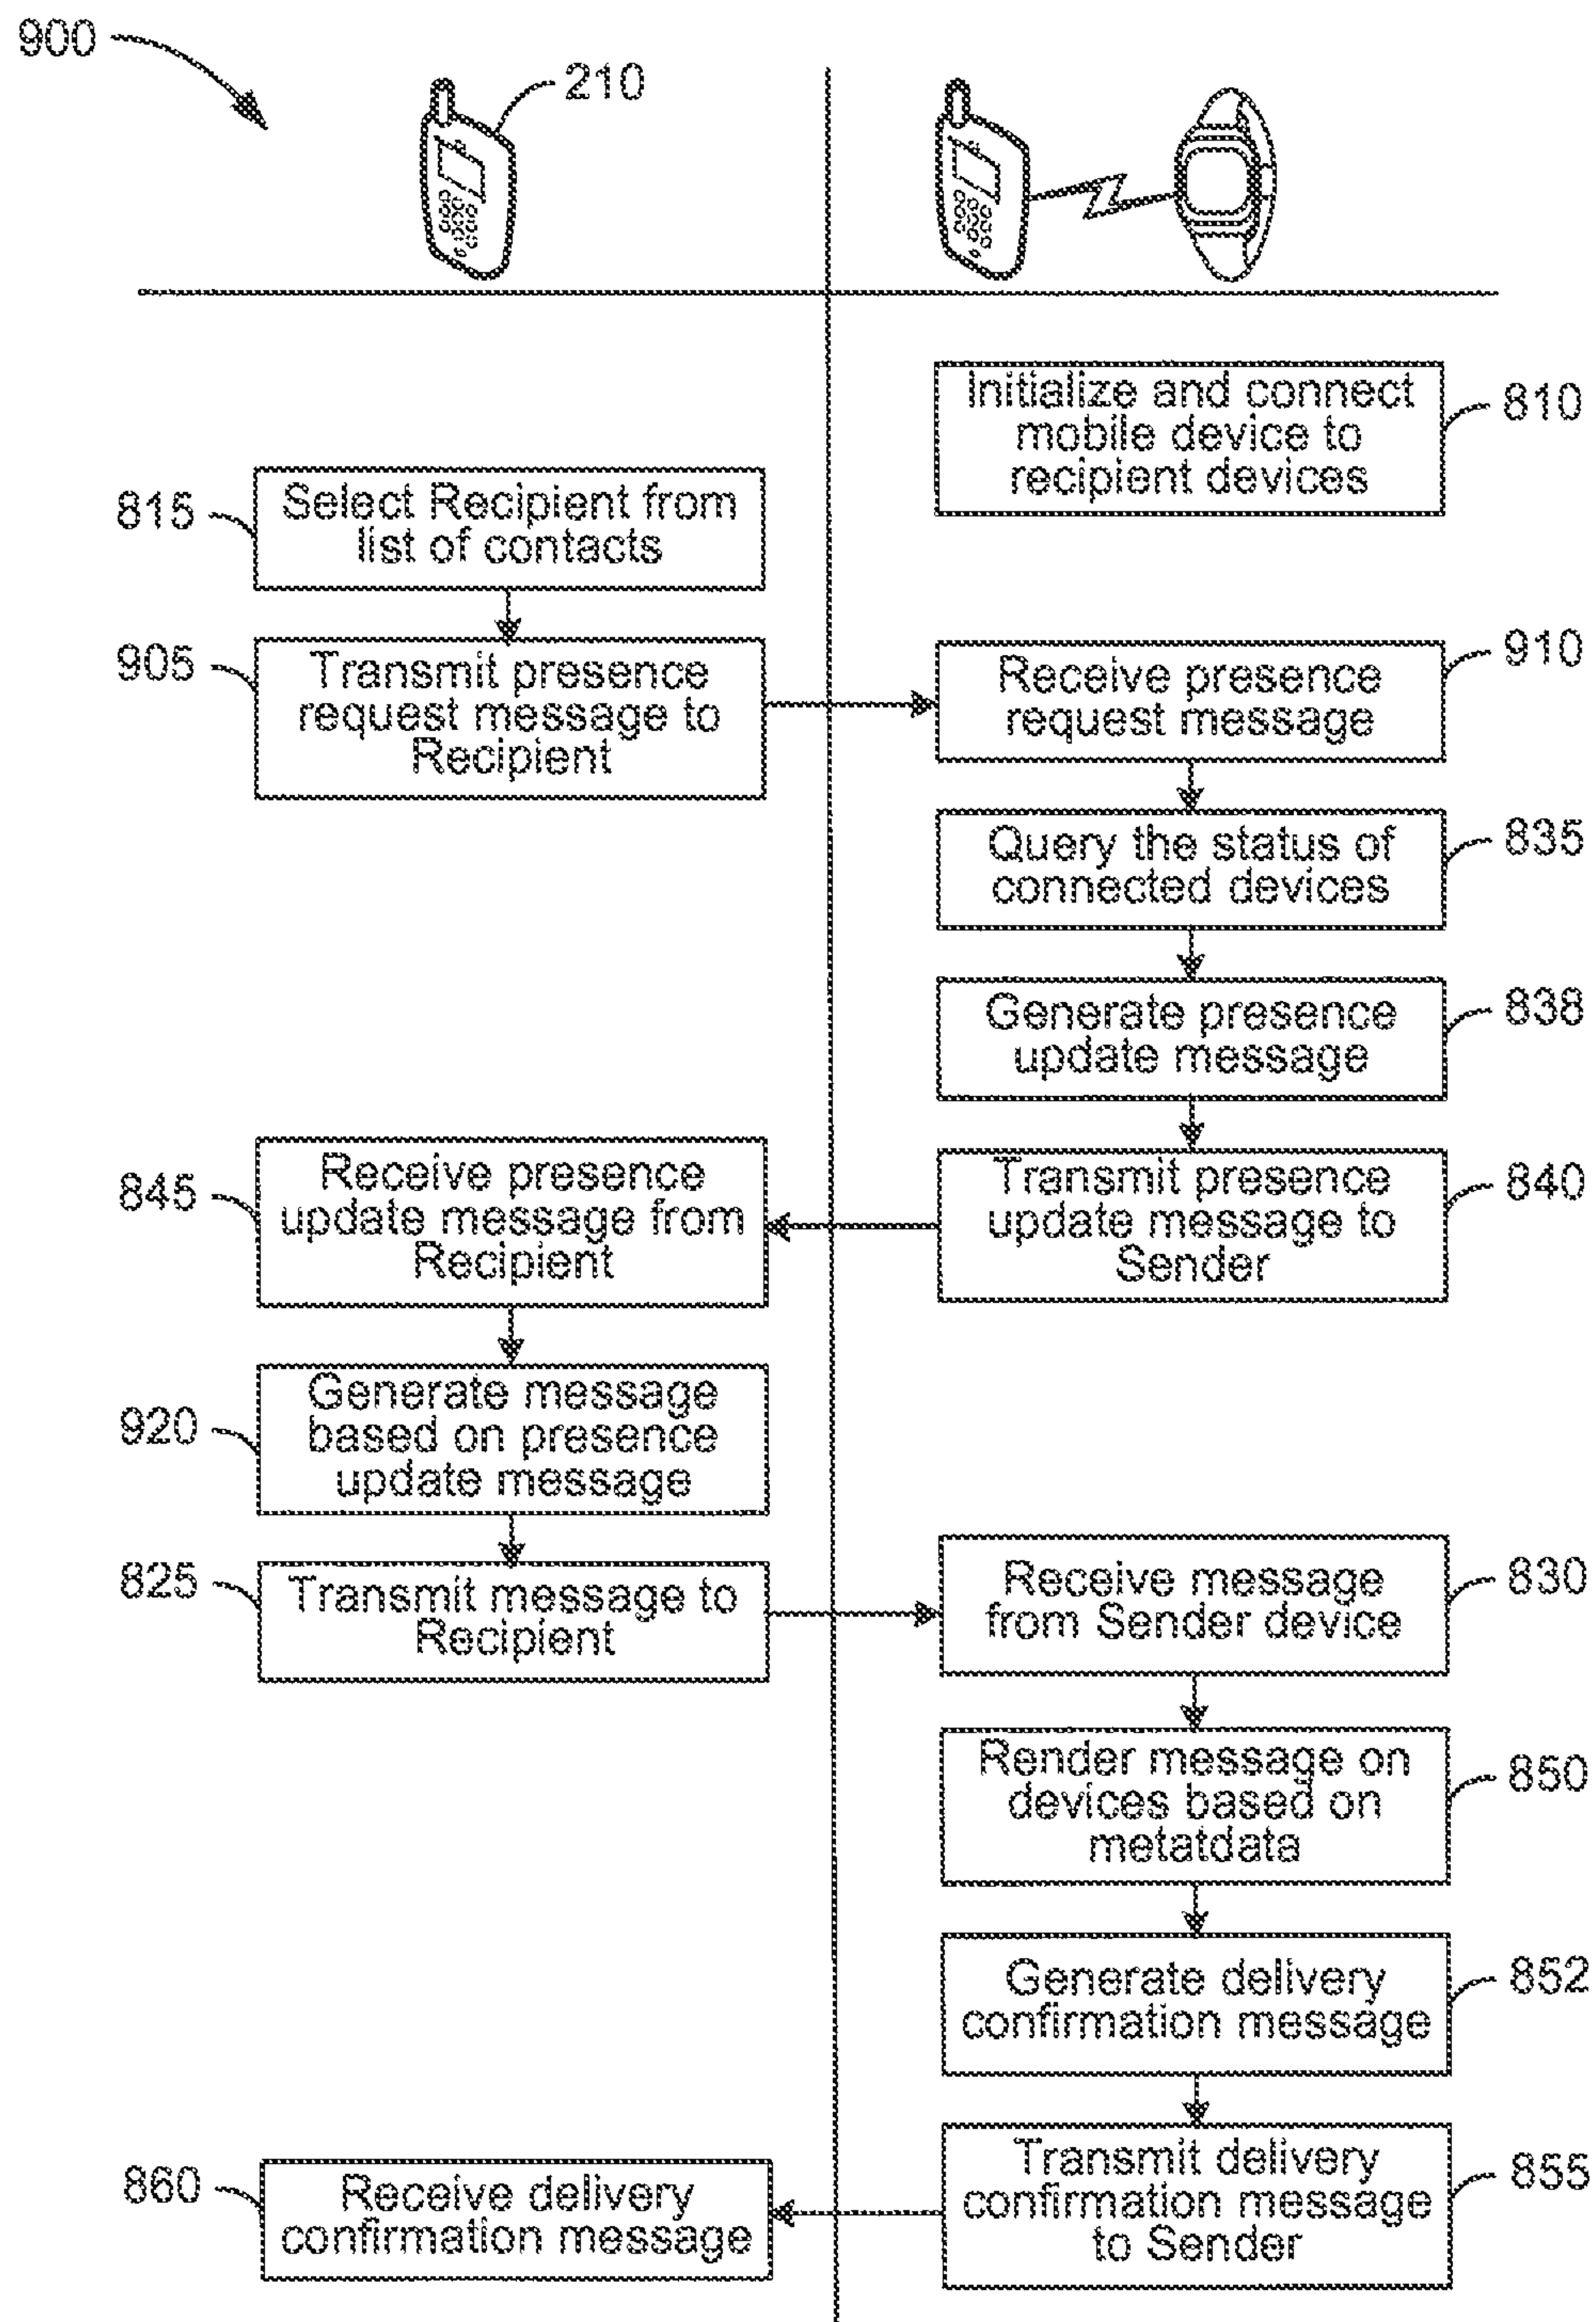 900
210
Initialize and connect
mobile device to
recipient devices
810
815
Select Recipient from
list of contacts
905
Transmit presence
request message to
Recipient
Receive presence
request message
910
Query the status of
connected devices
835
Generate presence
update message
838
845
Receive presence
update message from
Recipient
Transmit presence
update message to
Sender
840
920
Generate message
based on presence
update message
825
Transmit message to
Recipient
Receive message
from Sender device
830
Render message on
devices based on
metatdata
850
Generate delivery
confirmation message
852
860
Receive delivery
confirmation message
Transmit delivery
confirmation message
to Sender
855